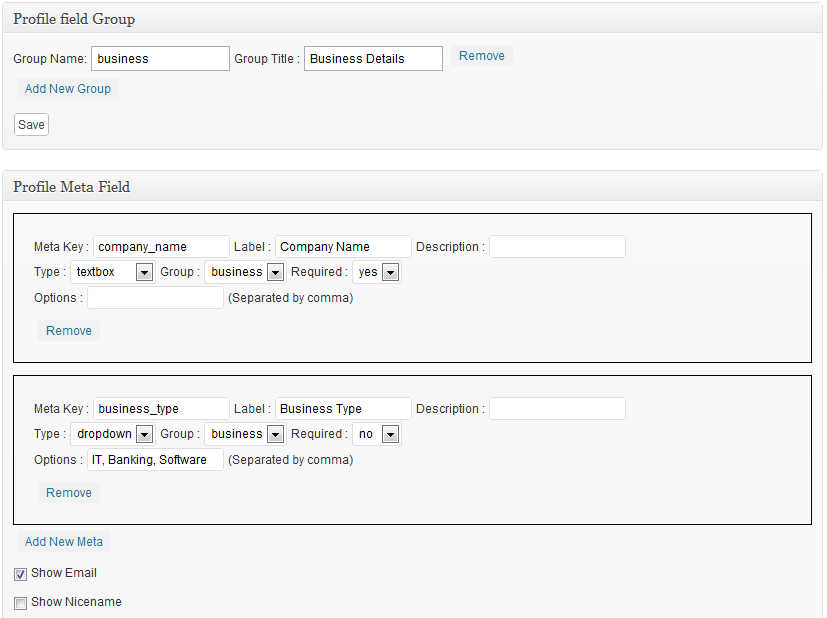 Profile field Group
Group Name: business Group Title : Business Details Remove
Add New Group
Save
Profile Meta Field
Meta Key : company_name Label : Company Name Description :
Type : textbox Group : business Required : yes
Options : (Separated by comma)
Remove
Meta Key : business_type Label : Business Type Description :
Type : dropdown Group : business Required : no
Options : IT, Banking, Software (Separated by comma)
Remove
Add New Meta
Show Email
Show Nicename